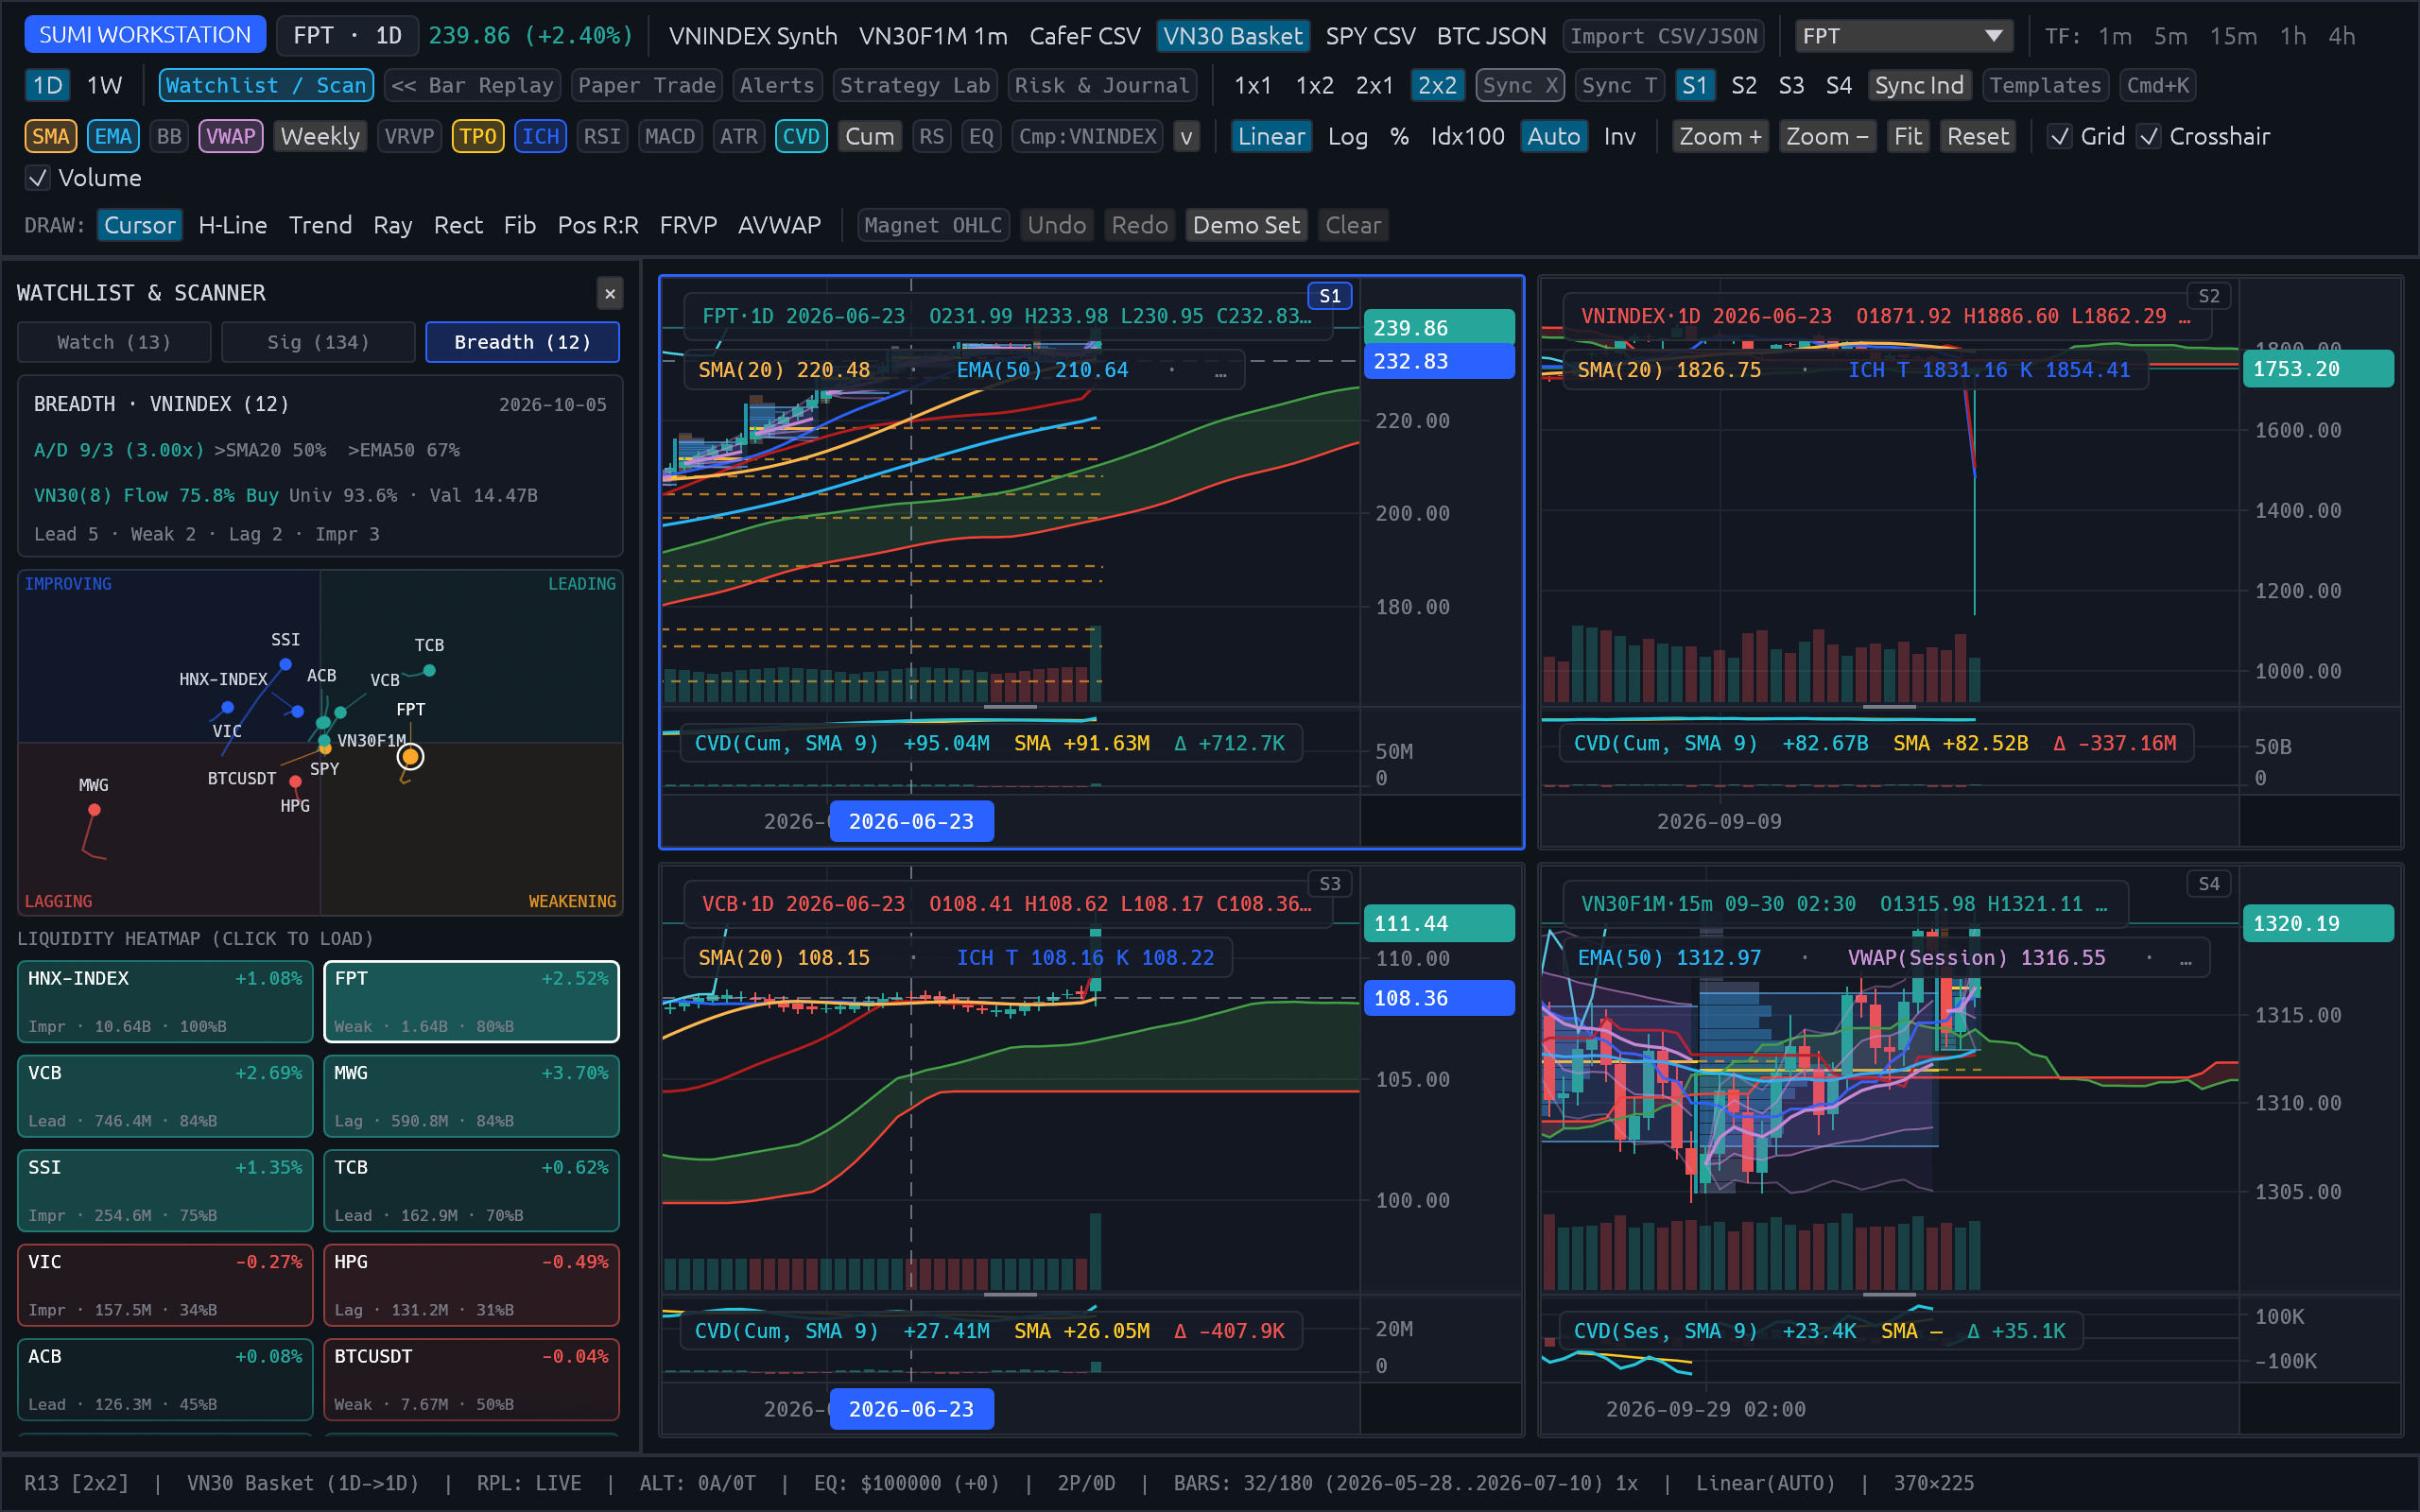 SUMI WORKSTATION FPT · 1D 239.86 (+2.40%) VNINDEX Synth VN30F1M 1m CafeF CSV VN30 Basket SPY CSV BTC JSON Import CSV/JSON FPT TF: 1m 5m 15m 1h 4h
1D 1W Watchlist / Scan << Bar Replay Paper Trade Alerts Strategy Lab Risk & Journal 1x1 1x2 2x1 2x2 Sync X Sync T S1 S2 S3 S4 Sync Ind Templates Cmd+K
SMA EMA BB VWAP Weekly VRVP TPO ICH RSI MACD ATR CVD Cum RS EQ Cmp:VNINDEX v Linear Log % Idx100 Auto Inv Zoom + Zoom − Fit Reset Grid Crosshair
Volume
DRAW: Cursor H-Line Trend Ray Rect Fib Pos R:R FRVP AVWAP Magnet OHLC Undo Redo Demo Set Clear
WATCHLIST & SCANNER ×
Watch (13) Sig (134) Breadth (12)
BREADTH · VNINDEX (12) 2026-10-05
A/D 9/3 (3.00x) >SMA20 50% >EMA50 67%
VN30(8) Flow 75.8% Buy Univ 93.6% · Val 14.47B
Lead 5 · Weak 2 · Lag 2 · Impr 3
IMPROVING LEADING
SSI TCB
HNX-INDEX ACB VCB
FPT
VIC VN30F1M
BTCUSDT SPY
MWG HPG
LAGGING WEAKENING
LIQUIDITY HEATMAP (CLICK TO LOAD)
HNX-INDEX +1.08% FPT +2.52%
Impr · 10.64B · 100%B Weak · 1.64B · 80%B
VCB +2.69% MWG +3.70%
Lead · 746.4M · 84%B Lag · 590.8M · 84%B
SSI +1.35% TCB +0.62%
Impr · 254.6M · 75%B Lead · 162.9M · 70%B
VIC -0.27% HPG -0.49%
Impr · 157.5M · 34%B Lag · 131.2M · 31%B
ACB +0.08% BTCUSDT -0.04%
Lead · 126.3M · 45%B Weak · 7.67M · 50%B
S1
FPT·1D 2026-06-23 O231.99 H233.98 L230.95 C232.83…
SMA(20) 220.48 · EMA(50) 210.64 · …
239.86
232.83
220.00
200.00
180.00
CVD(Cum, SMA 9) +95.04M SMA +91.63M Δ +712.7K
50M
0
2026-06-23
S2
VNINDEX·1D 2026-06-23 O1871.92 H1886.60 L1862.29 …
SMA(20) 1826.75 · ICH T 1831.16 K 1854.41
1753.20
1600.00
1400.00
1200.00
1000.00
CVD(Cum, SMA 9) +82.67B SMA +82.52B Δ -337.16M
50B
0
2026-09-09
S3
VCB·1D 2026-06-23 O108.41 H108.62 L108.17 C108.36…
SMA(20) 108.15 · ICH T 108.16 K 108.22
111.44
110.00
108.36
105.00
100.00
CVD(Cum, SMA 9) +27.41M SMA +26.05M Δ -407.9K
20M
0
2026-06-23
S4
VN30F1M·15m 09-30 02:30 O1315.98 H1321.11 …
EMA(50) 1312.97 · VWAP(Session) 1316.55 · …
1320.19
1315.00
1310.00
1305.00
CVD(Ses, SMA 9) +23.4K SMA — Δ +35.1K
100K
-100K
2026-09-29 02:00
R13 [2x2] | VN30 Basket (1D->1D) | RPL: LIVE | ALT: 0A/0T | EQ: $100000 (+0) | 2P/0D | BARS: 32/180 (2026-05-28..2026-07-10) 1x | Linear(AUTO) | 370×225